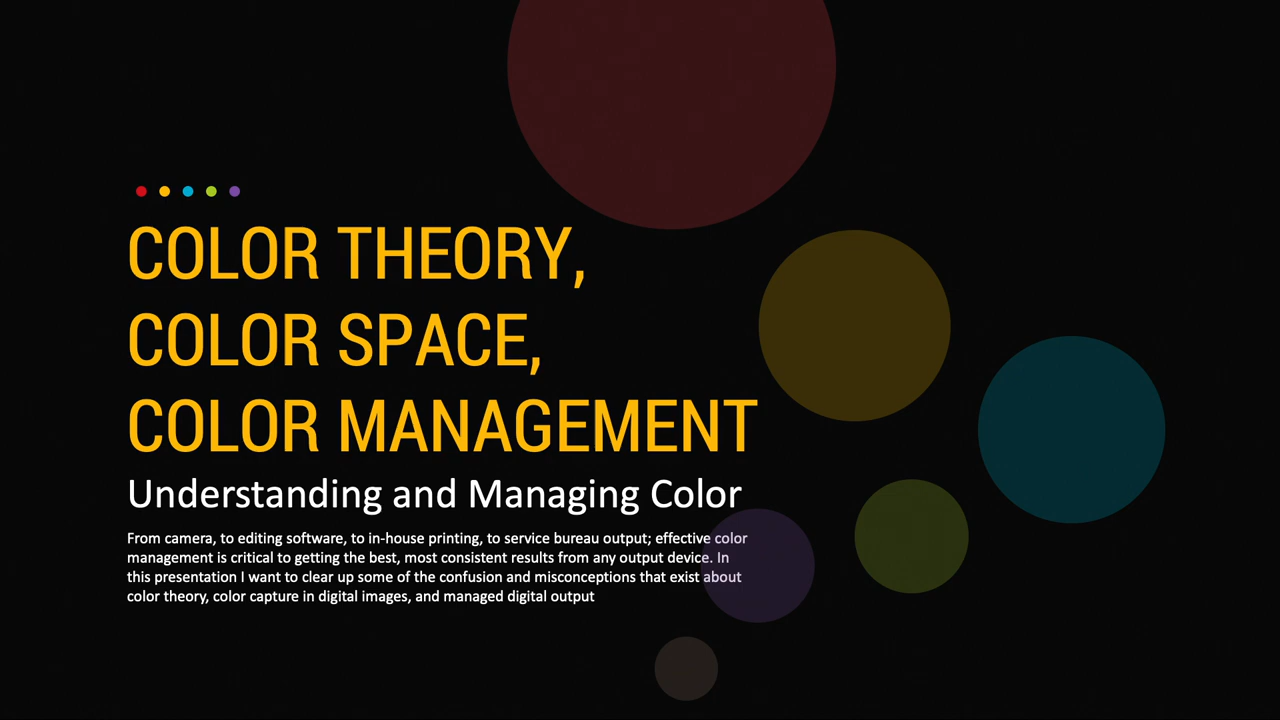 COLOR THEORY,
COLOR SPACE,
COLOR MANAGEMENT
Understanding and Managing Color
From camera, to editing software, to in-house printing, to service bureau output; effective color
management is critical to getting the best, most consistent results from any output device. In
this presentation I want to clear up some of the confusion and misconceptions that exist about
color theory, color capture in digital images, and managed digital output